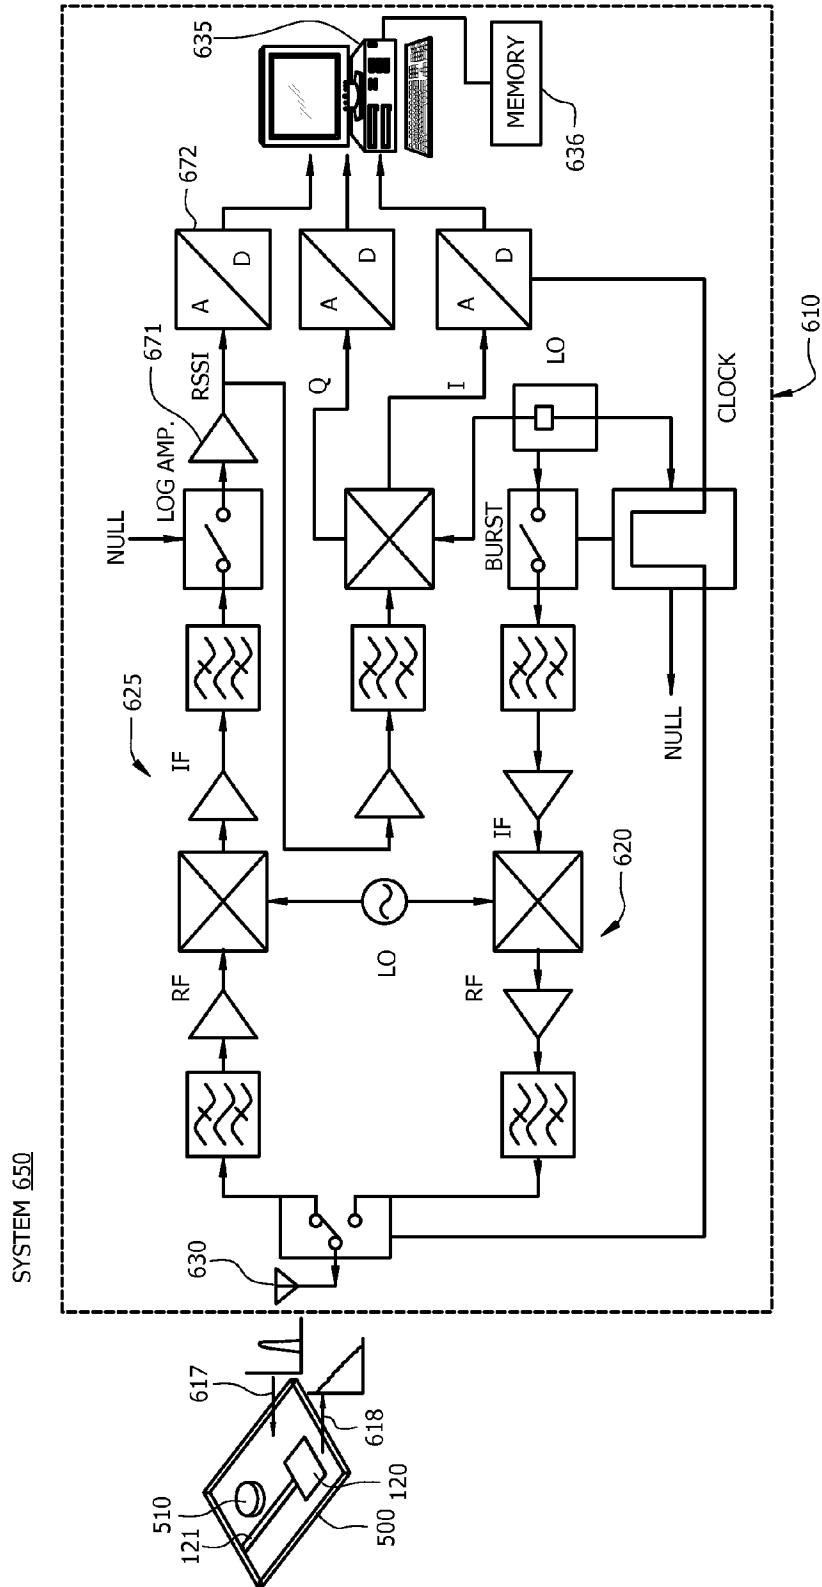 SYSTEM 650
510
121
500
120
617
618
630
RF
625
IF
NULL
LOG AMP.
671
RSSI
672
A
D
635
MEMORY
636
LO
Q
A
D
I
A
D
RF
620
IF
BURST
LO
NULL
CLOCK
610